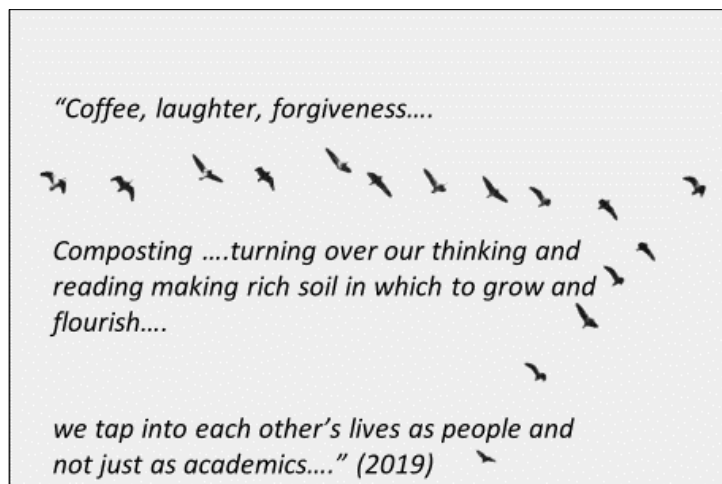 “Coffee, laughter, forgiveness….
Composting ….turning over our thinking and
reading making rich soil in which to grow and
flourish….
we tap into each other’s lives as people and
not just as academics….” (2019)